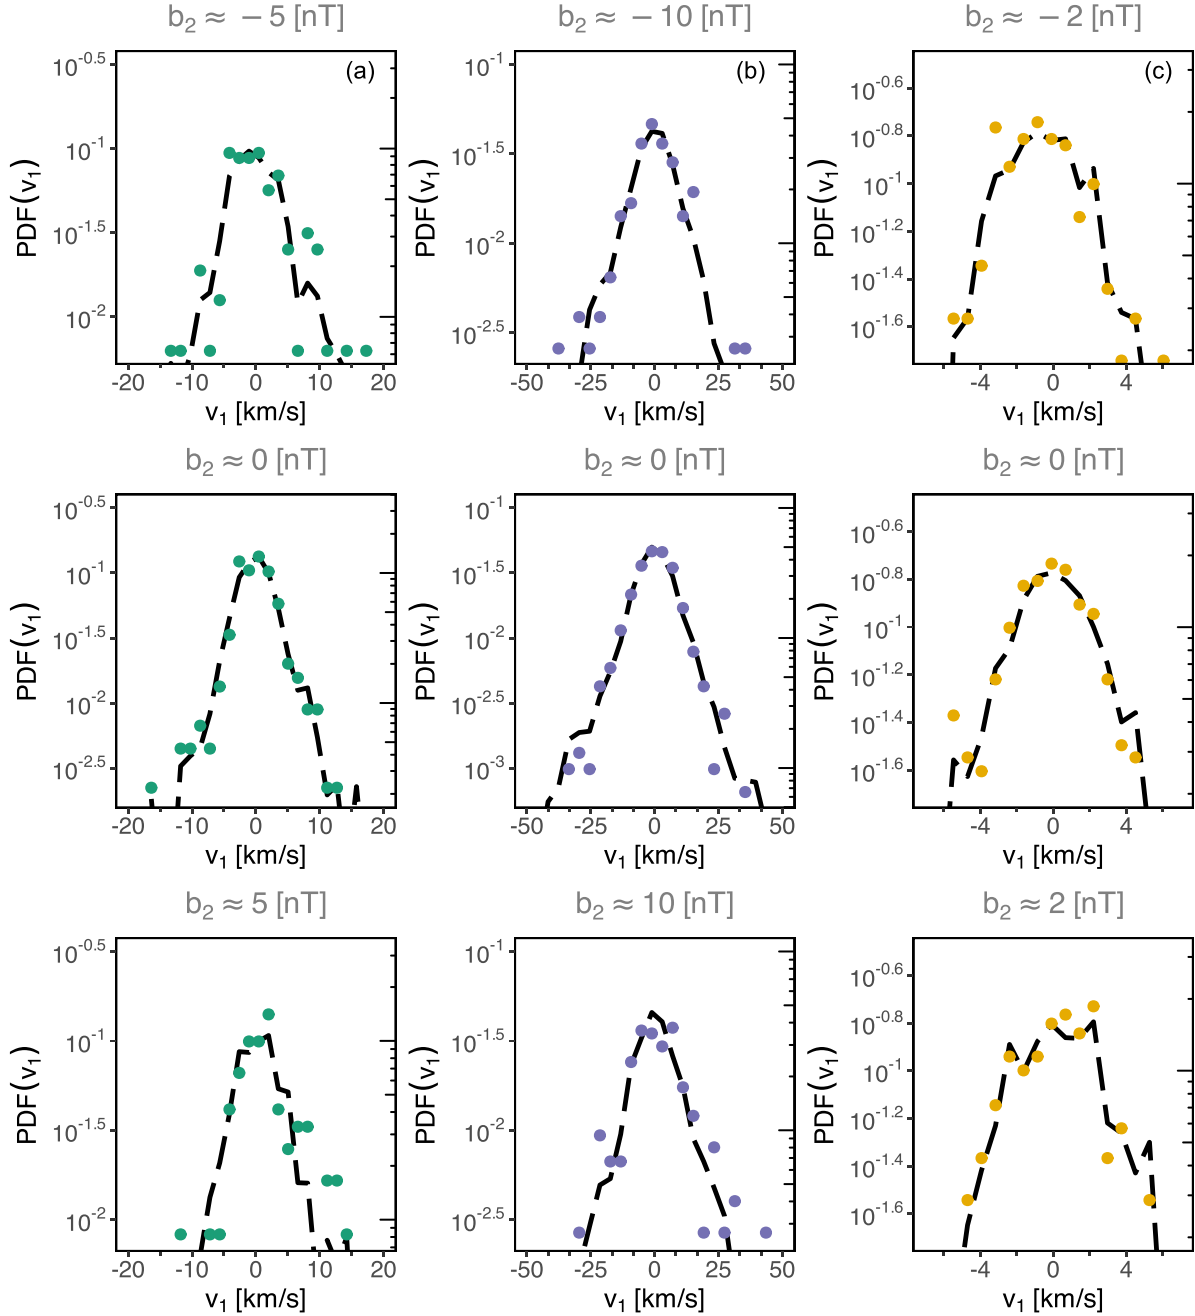 b₂ ≈ −5 [nT]
b₂ ≈ −10 [nT]
b₂ ≈ −2 [nT]
(a)
(b)
(c)
PDF(v₁)
10^-0.5
10^-1
10^-1.5
10^-2
-20 -10 0 10 20
v₁ [km/s]
PDF(v₁)
10^-1
10^-1.5
10^-2
10^-2.5
-50 -25 0 25 50
v₁ [km/s]
PDF(v₁)
10^-0.6
10^-0.8
10^-1
10^-1.2
10^-1.4
10^-1.6
-4 0 4
v₁ [km/s]
b₂ ≈ 0 [nT]
b₂ ≈ 0 [nT]
b₂ ≈ 0 [nT]
PDF(v₁)
10^-0.5
10^-1
10^-1.5
10^-2
10^-2.5
-20 -10 0 10 20
v₁ [km/s]
PDF(v₁)
10^-1
10^-1.5
10^-2
10^-2.5
10^-3
-50 -25 0 25 50
v₁ [km/s]
PDF(v₁)
10^-0.6
10^-0.8
10^-1
10^-1.2
10^-1.4
10^-1.6
-4 0 4
v₁ [km/s]
b₂ ≈ 5 [nT]
b₂ ≈ 10 [nT]
b₂ ≈ 2 [nT]
PDF(v₁)
10^-0.5
10^-1
10^-1.5
10^-2
-20 -10 0 10 20
v₁ [km/s]
PDF(v₁)
10^-1
10^-1.5
10^-2
10^-2.5
-50 -25 0 25 50
v₁ [km/s]
PDF(v₁)
10^-0.6
10^-0.8
10^-1
10^-1.2
10^-1.4
10^-1.6
-4 0 4
v₁ [km/s]